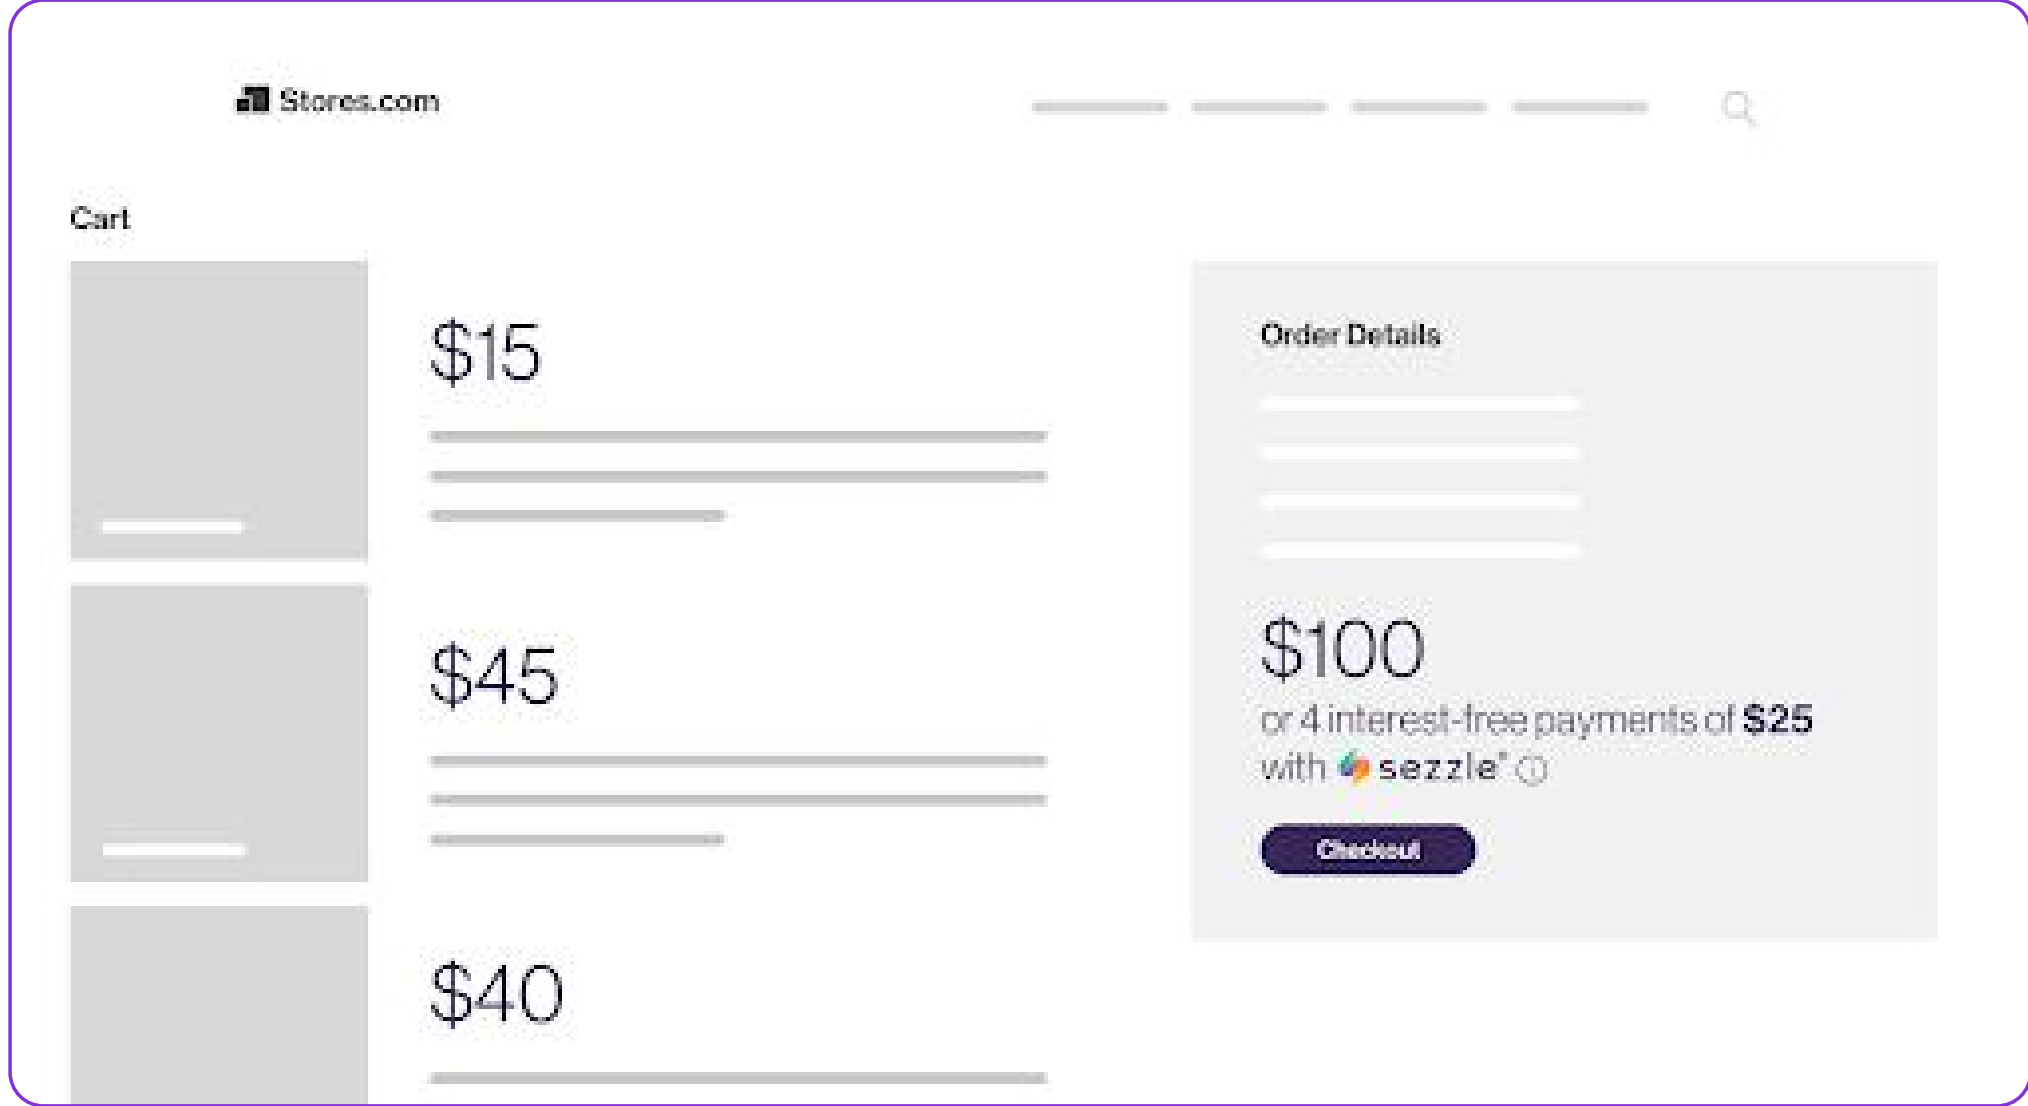 Stores.com
Cart
$15
$45
$40
Order Details
$100
or 4 interest-free payments of $25
with sezzle
Checkout